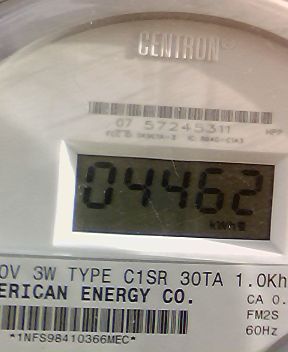 CENTRON®
07 57245311
04462
kWh
0V 3W TYPE C1SR 30TA 1.0Kh
ERICAN ENERGY CO.
CA 0.
FM2S
60Hz
*1NFS98410366MEC*